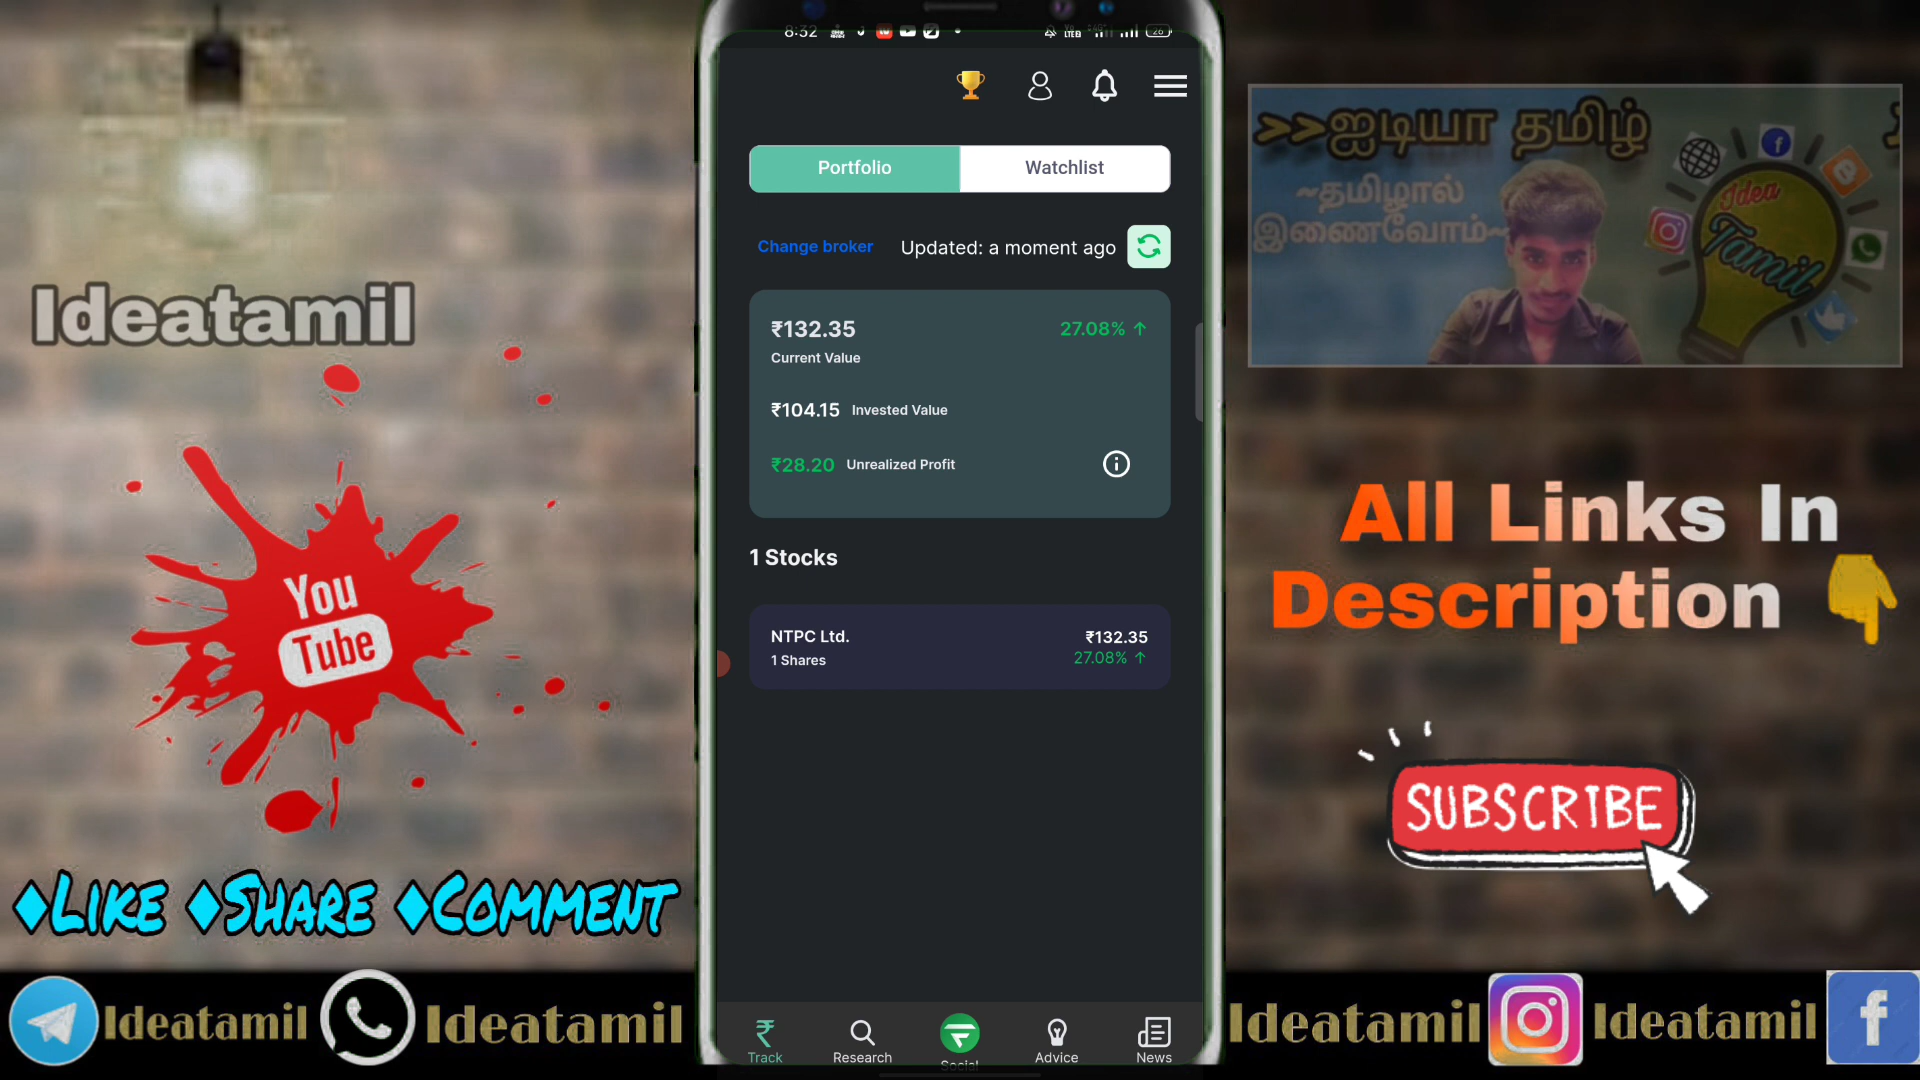 8:32
26
Portfolio
Watchlist
Change broker
Updated: a moment ago
₹132.35
27.08% ↑
Current Value
₹104.15 Invested Value
₹28.20 Unrealized Profit
1 Stocks
NTPC Ltd.
₹132.35
1 Shares
27.08% ↑
Track
Research
Social
Advice
News
Ideatamil
You
Tube
♦LIKE ♦SHARE ♦COMMENT
>>ஐடியா தமிழ்
~தமிழால்
இணைவோம்~
Idea
Tamil
All Links In
Description 👇
SUBSCRIBE
Ideatamil
Ideatamil
Ideatamil
Ideatamil